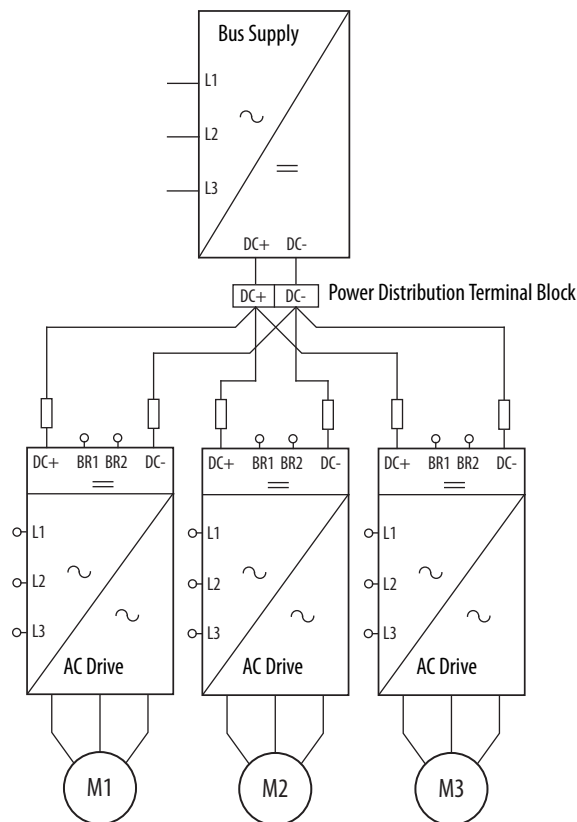 Bus Supply
L1
L2
L3
DC+ DC-
DC+ DC- Power Distribution Terminal Block
DC+ BR1 BR2 DC- DC+ BR1 BR2 DC- DC+ BR1 BR2 DC-
L1 L1 L1
L2 L2 L2
L3 L3 L3
AC Drive AC Drive AC Drive
M1 M2 M3